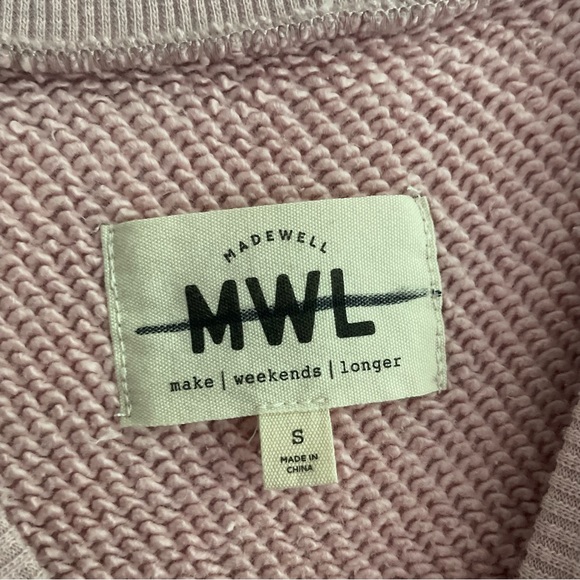 MADEWELL
MWL
make | weekends | longer
S
MADE IN
CHINA